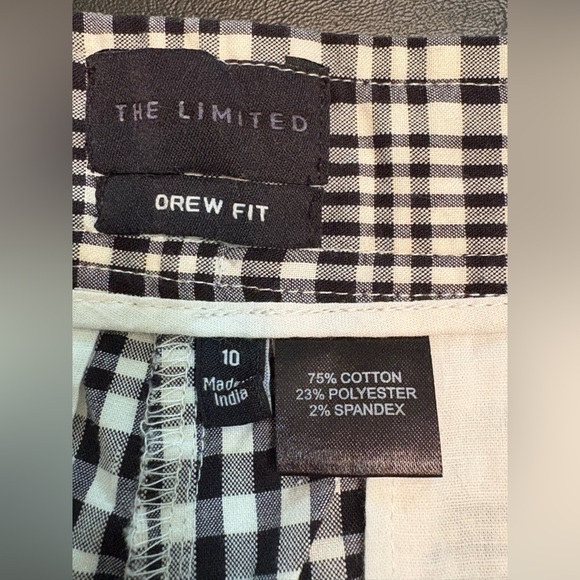 THE LIMITED
DREW FIT
10
Made in
India
75% COTTON
23% POLYESTER
2% SPANDEX